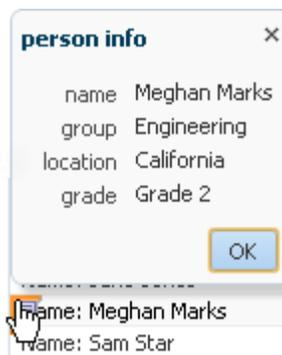 person info
name Meghan Marks
group Engineering
location California
grade Grade 2
OK
Name: Meghan Marks
Name: Sam Star